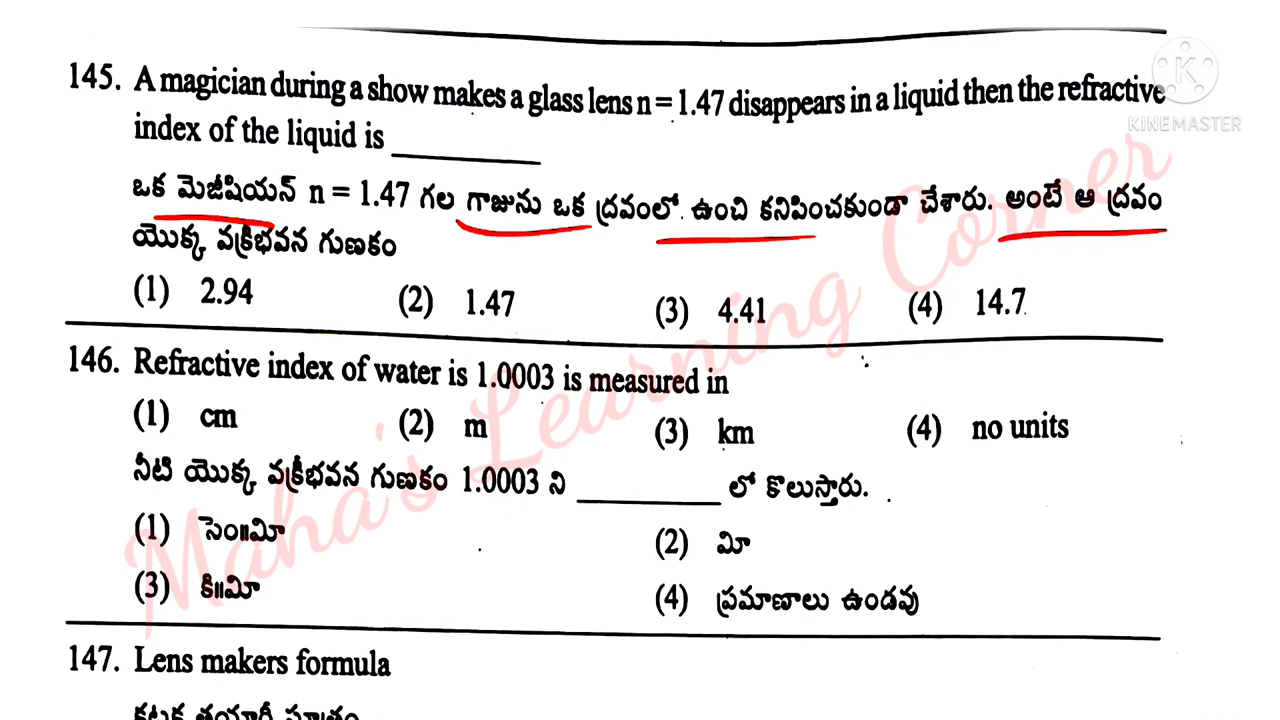 145. A magician during a show makes a glass lens n = 1.47 disappears in a liquid then the refractive
KINEMASTER
index of the liquid is ________
ఒక మెజీషియన్ n = 1.47 గల గాజును ఒక ద్రవంలో ఉంచి కనిపించకుండా చేశారు. అంటే ఆ ద్రవం
యొక్క వక్రీభవన గుణకం
(1) 2.94 (2) 1.47 (3) 4.41 (4) 14.7
146. Refractive index of water is 1.0003 is measured in
(1) cm (2) m (3) km (4) no units
నీటి యొక్క వక్రీభవన గుణకం 1.0003 ని ________ లో కొలుస్తారు.
(1) సెం॥మీ (2) మీ
(3) కి॥మీ (4) ప్రమాణాలు ఉండవు
147. Lens makers formula
కటక తయారీ సూత్రం
Maha's Learning Corner